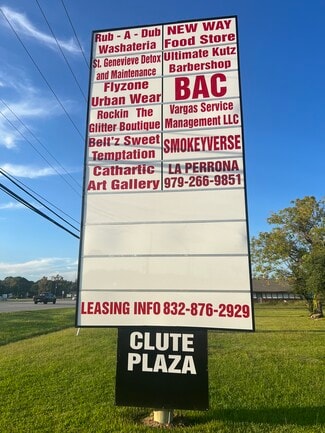 Rub - A - Dub
Washateria
NEW WAY
Food Store
St. Genevieve Detox
and Maintenance
Ultimate Kutz
Barbershop
Flyzone
Urban Wear
BAC
Rockin The
Glitter Boutique
Vargas Service
Management LLC
Belt'z Sweet
Temptation
SMOKEYVERSE
Cathartic
Art Gallery
LA PERRONA
979-266-9851
LEASING INFO 832-876-2929
CLUTE
PLAZA